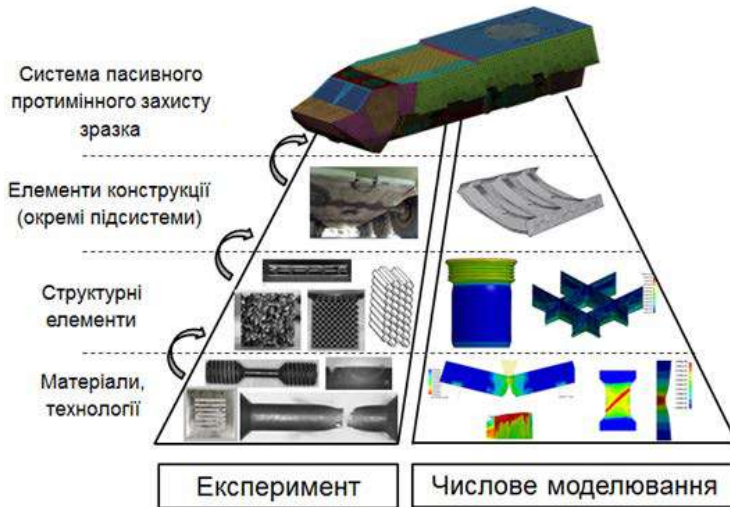 Система пасивного
протимінного захисту
зразка
Елементи конструкції
(окремі підсистеми)
Структурні
елементи
Матеріали,
технології
Експеримент
Числове моделювання